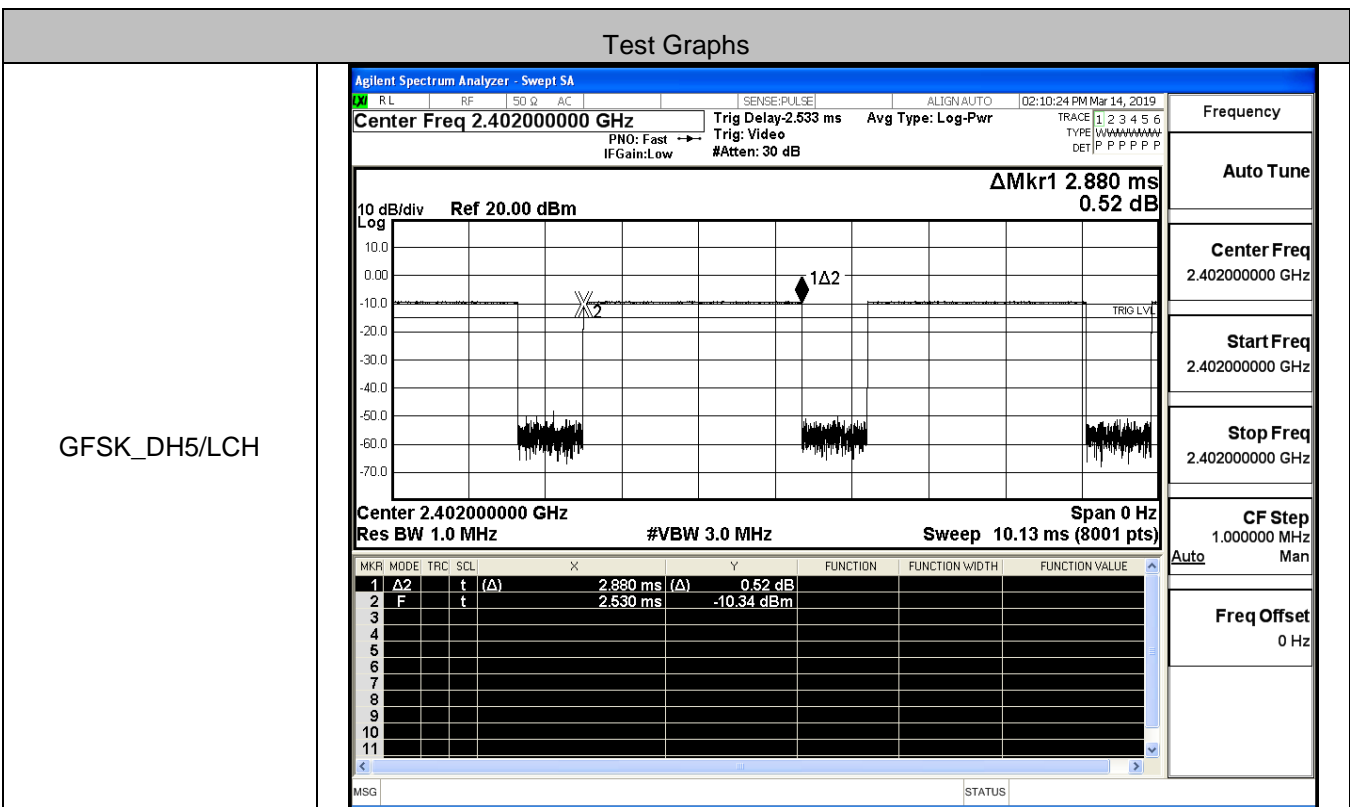 Test Graphs
GFSK_DH5/LCH
Agilent Spectrum Analyzer - Swept SA
LXI RL RF 50 Ω AC SENSE:PULSE ALIGN AUTO 02:10:24 PM Mar 14, 2019
Center Freq 2.402000000 GHz
PNO: Fast
IFGain:Low
Trig Delay-2.533 ms
Trig: Video
#Atten: 30 dB
Avg Type: Log-Pwr
TRACE 1 2 3 4 5 6
TYPE WWWWWW
DET P P P P P P
ΔMkr1 2.880 ms
0.52 dB
10 dB/div Ref 20.00 dBm
Log
10.0
0.00
-10.0
-20.0
-30.0
-40.0
-50.0
-60.0
-70.0
1Δ2
2
TRIG LVL
Center 2.402000000 GHz Span 0 Hz
Res BW 1.0 MHz #VBW 3.0 MHz Sweep 10.13 ms (8001 pts)
MKR MODE TRC SCL X Y FUNCTION FUNCTION WIDTH FUNCTION VALUE
1 Δ2 t (Δ) 2.880 ms (Δ) 0.52 dB
2 F t 2.530 ms -10.34 dBm
3
4
5
6
7
8
9
10
11
MSG STATUS
Frequency
Auto Tune
Center Freq
2.402000000 GHz
Start Freq
2.402000000 GHz
Stop Freq
2.402000000 GHz
CF Step
1.000000 MHz
Auto Man
Freq Offset
0 Hz